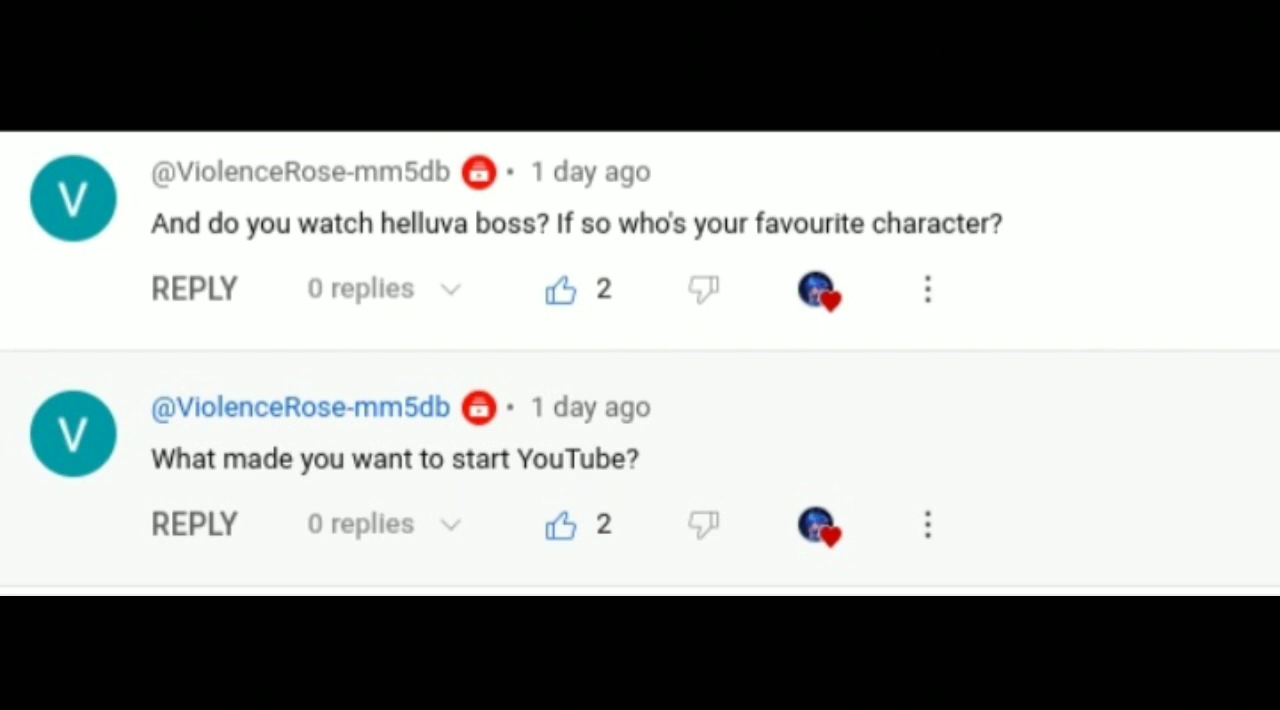 V
@ViolenceRose-mm5db • 1 day ago
And do you watch helluva boss? If so who's your favourite character?
REPLY 0 replies 2
V
@ViolenceRose-mm5db • 1 day ago
What made you want to start YouTube?
REPLY 0 replies 2